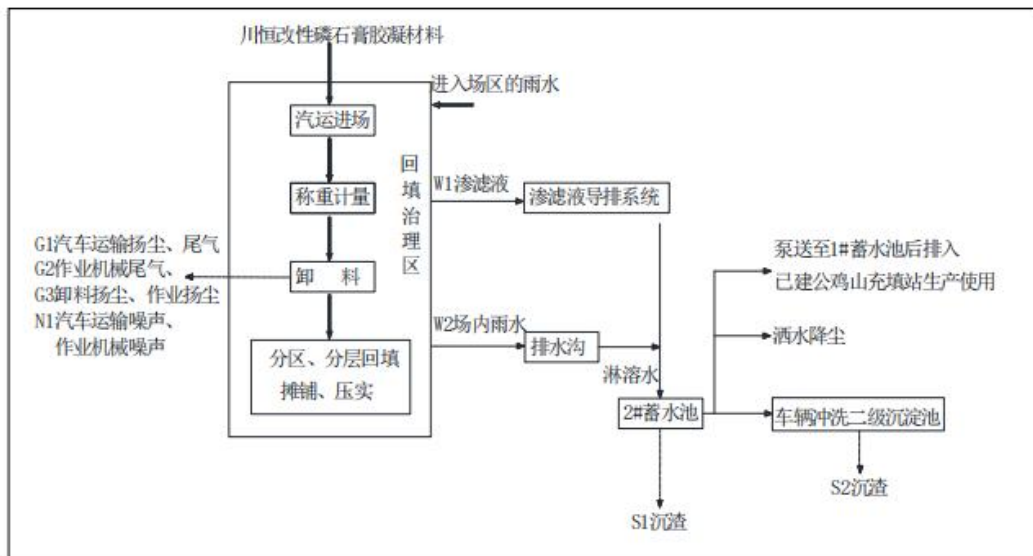 川恒改性磷石膏胶凝材料
进入场区的雨水
汽运进场
回填治理区
称重计量
W1渗滤液
渗滤液导排系统
G1汽车运输扬尘、尾气
G2作业机械尾气、
G3卸料扬尘、作业扬尘
N1汽车运输噪声、
作业机械噪声
卸 料
泵送至1#蓄水池后排入
已建公鸡山充填站生产使用
W2场内雨水
排水沟
洒水降尘
分区、分层回填
摊铺、压实
淋溶水
2#蓄水池
车辆冲洗二级沉淀池
S1沉渣
S2沉渣